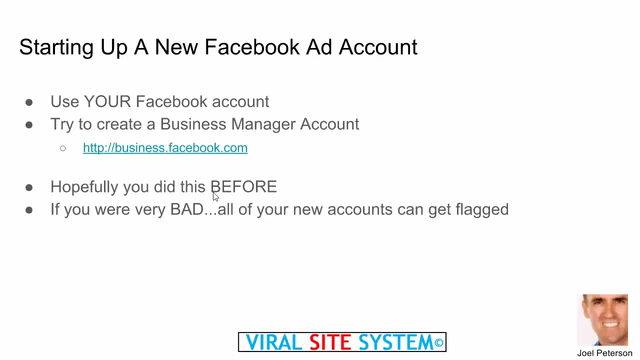 Starting Up A New Facebook Ad Account
● Use YOUR Facebook account
● Try to create a Business Manager Account
○ http://business.facebook.com
● Hopefully you did this BEFORE
● If you were very BAD...all of your new accounts can get flagged
VIRAL SITE SYSTEM©
Joel Peterson